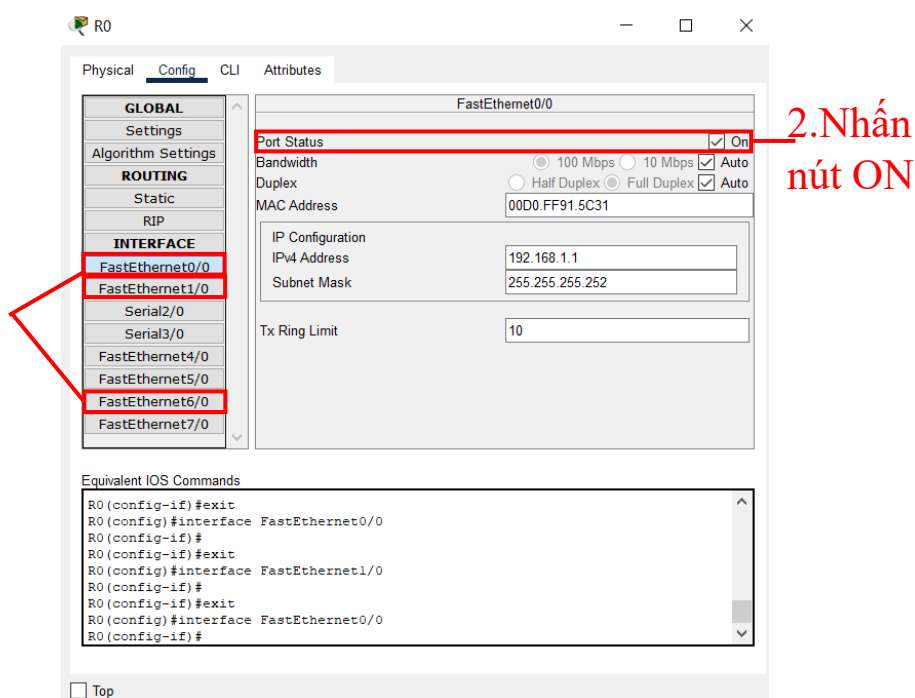 R0
Physical Config CLI Attributes
GLOBAL
Settings
Algorithm Settings
ROUTING
Static
RIP
INTERFACE
FastEthernet0/0
FastEthernet1/0
Serial2/0
Serial3/0
FastEthernet4/0
FastEthernet5/0
FastEthernet6/0
FastEthernet7/0
FastEthernet0/0
Port Status On
Bandwidth 100 Mbps 10 Mbps Auto
Duplex Half Duplex Full Duplex Auto
MAC Address 00D0.FF91.5C31
IP Configuration
IPv4 Address 192.168.1.1
Subnet Mask 255.255.255.252
Tx Ring Limit 10
2.Nhấn
nút ON
Equivalent IOS Commands
R0(config-if)#exit
R0(config)#interface FastEthernet0/0
R0(config-if)#
R0(config-if)#exit
R0(config)#interface FastEthernet1/0
R0(config-if)#
R0(config-if)#exit
R0(config)#interface FastEthernet0/0
R0(config-if)#
Top